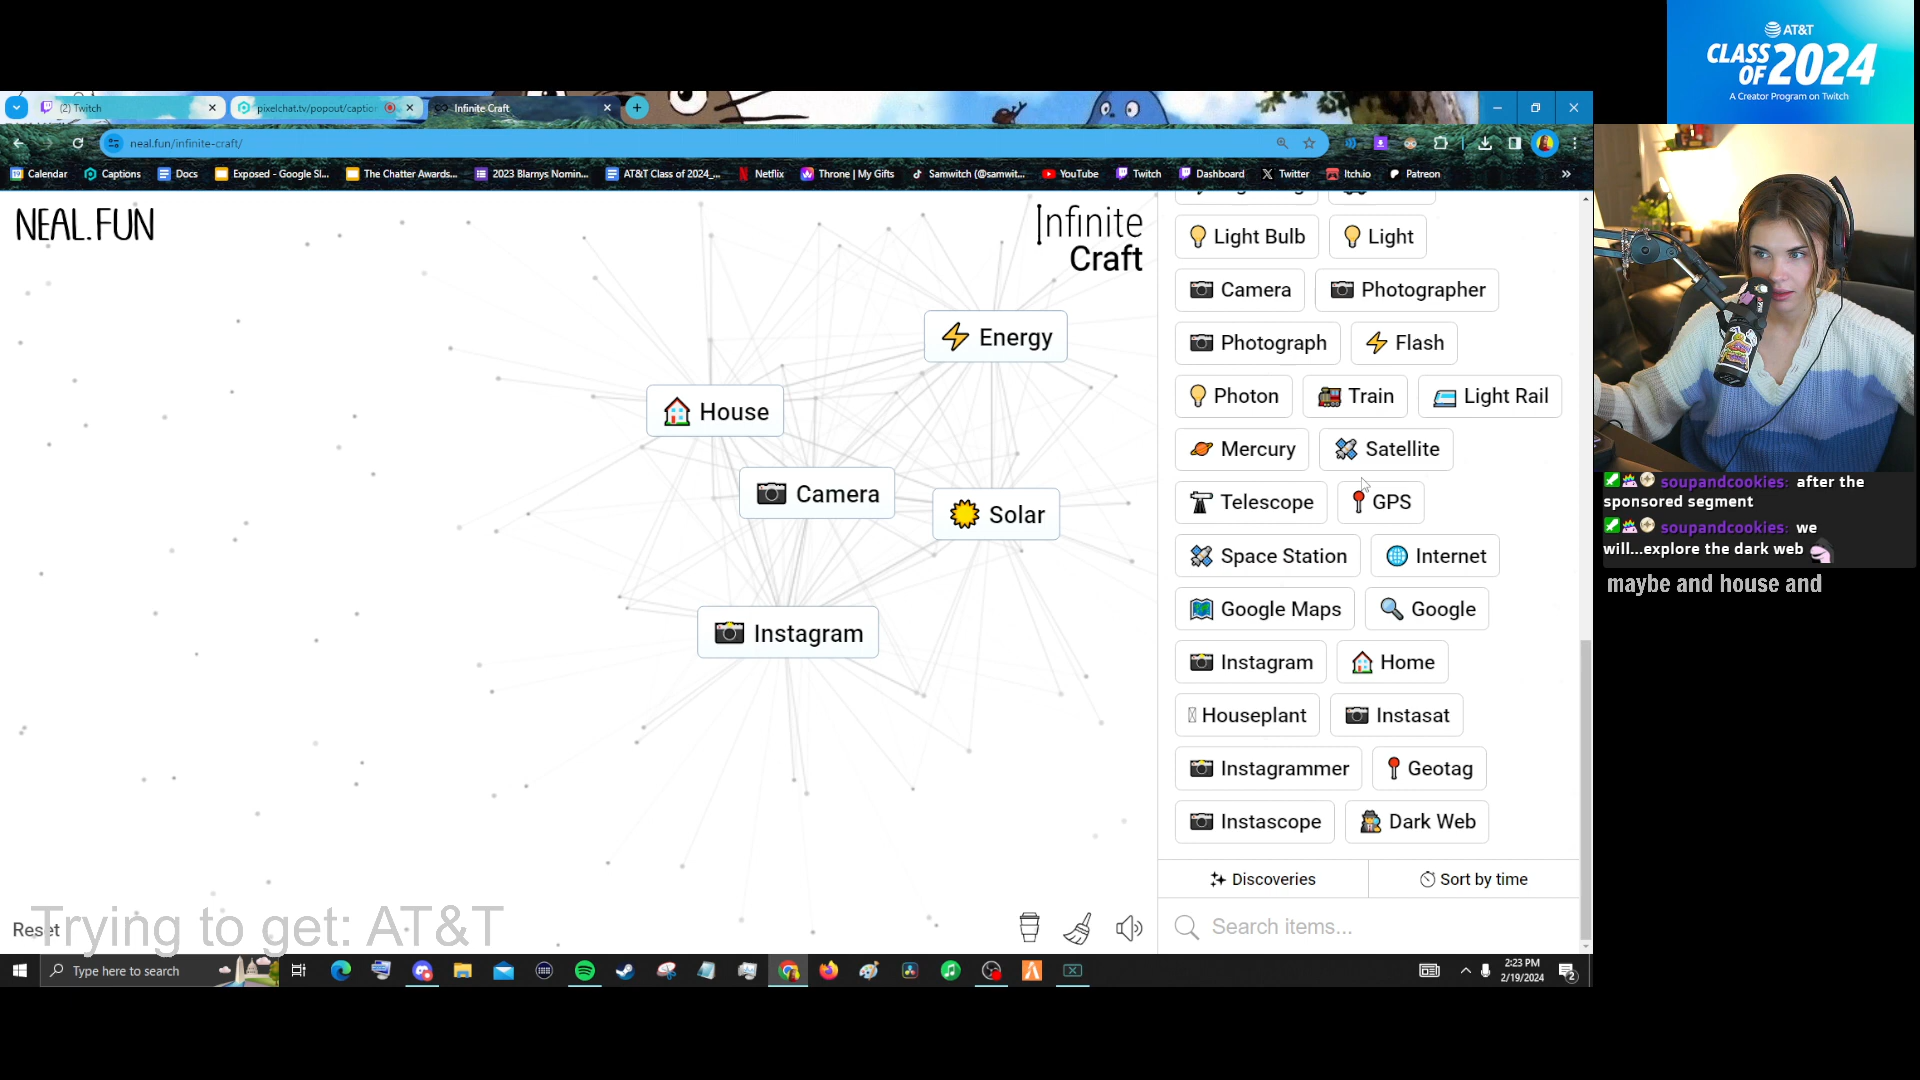 AT&T
CLASS
OF 2024
A Creator Program on Twitch
(2) Twitch
pixelchat.tv/popout/captio
Infinite Craft
neal.fun/infinite-craft/
Calendar
Captions
Docs
Exposed - Google Sl...
The Chatter Awards...
2023 Blarnys Nomin...
AT&T Class of 2024_...
Netflix
Throne | My Gifts
Samwitch (@samwit...
YouTube
Twitch
Dashboard
Twitter
Itch.io
Patreon
NEAL.FUN
Infinite
Craft
Energy
House
Camera
Solar
Instagram
Light Bulb
Light
Camera
Photographer
Photograph
Flash
Photon
Train
Light Rail
Mercury
Satellite
Telescope
GPS
Space Station
Internet
Google Maps
Google
Instagram
Home
Houseplant
Instasat
Instagrammer
Geotag
Instascope
Dark Web
Discoveries
Sort by time
Search items...
Reset
Trying to get: AT&T
soupandcookies: after the
sponsored segment
soupandcookies: we
will...explore the dark web
maybe and house and
Type here to search
2:23 PM
2/19/2024
2